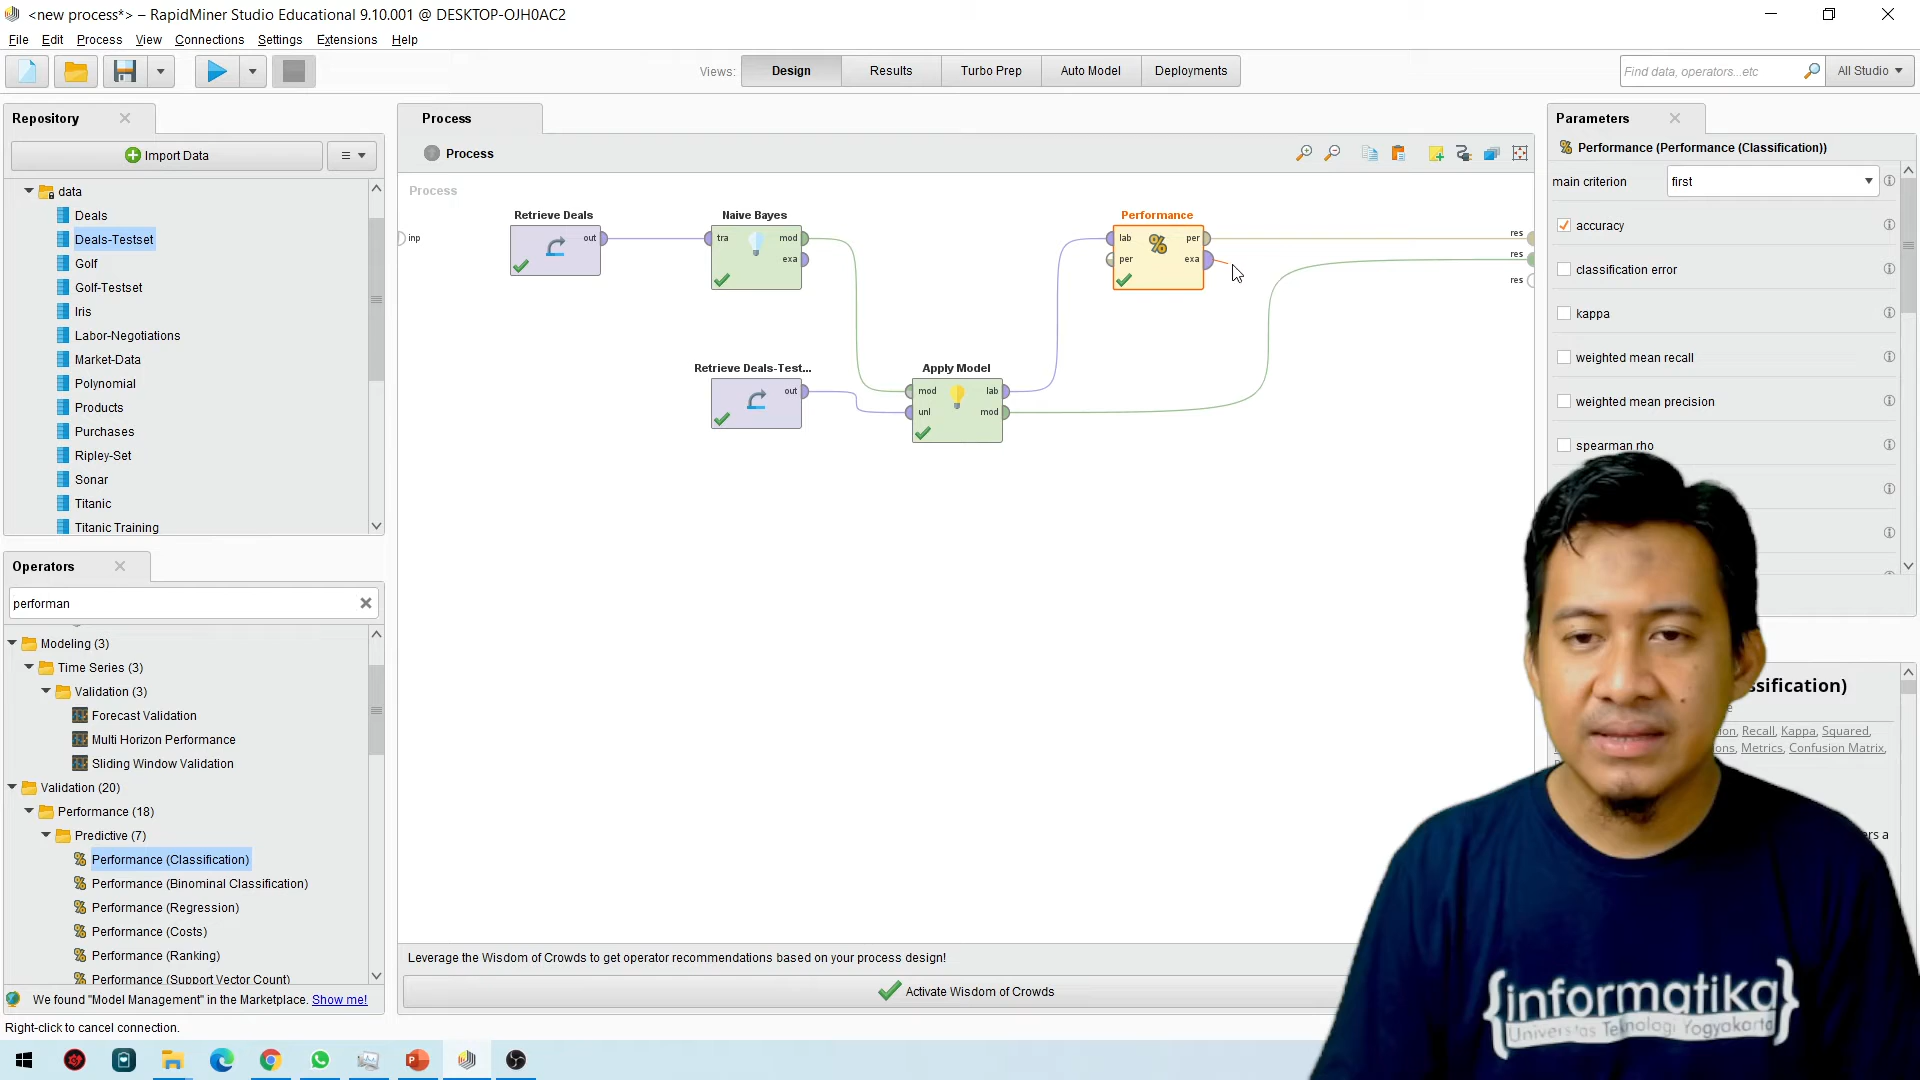 <new process*> – RapidMiner Studio Educational 9.10.001 @ DESKTOP-OJH0AC2
File Edit Process View Connections Settings Extensions Help
Views: Design Results Turbo Prep Auto Model Deployments
Find data, operators...etc
All Studio
Repository
Import Data
data
Deals
Deals-Testset
Golf
Golf-Testset
Iris
Labor-Negotiations
Market-Data
Polynomial
Products
Purchases
Ripley-Set
Sonar
Titanic
Titanic Training
Operators
performan
Modeling (3)
Time Series (3)
Validation (3)
Forecast Validation
Multi Horizon Performance
Sliding Window Validation
Validation (20)
Performance (18)
Predictive (7)
Performance (Classification)
Performance (Binominal Classification)
Performance (Regression)
Performance (Costs)
Performance (Ranking)
Performance (Support Vector Count)
We found "Model Management" in the Marketplace. Show me!
Right-click to cancel connection.
Process
Process
Process
inp
Retrieve Deals
out
Naive Bayes
tra mod
exa
Retrieve Deals-Test...
out
Apply Model
mod lab
unl mod
Performance
lab per
per exa
res
res
res
Leverage the Wisdom of Crowds to get operator recommendations based on your process design!
Activate Wisdom of Crowds
Parameters
Performance (Performance (Classification))
main criterion first
accuracy
classification error
kappa
weighted mean recall
weighted mean precision
spearman rho
ssification)
on, Recall, Kappa, Squared,
ons, Metrics, Confusion Matrix,
ers a
{informatika}
Universitas Teknologi Yogyakarta